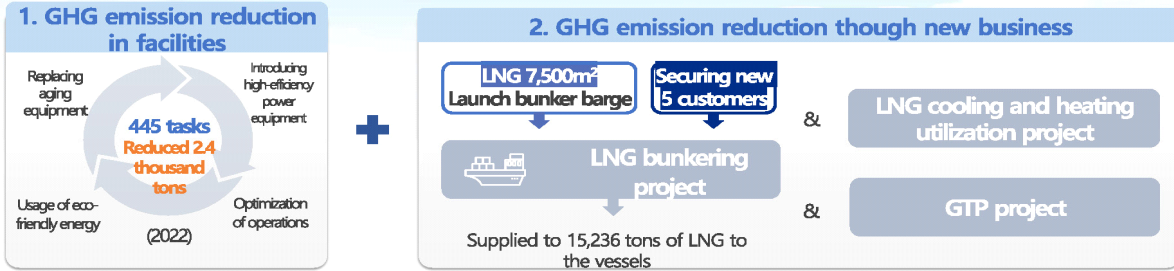 1. GHG emission reduction
in facilities
Replacing
aging
equipment
Introducing
high-efficiency
power
equipment
445 tasks
Reduced 2.4
thousand
tons
Usage of eco-
friendly energy
Optimization
of operations
(2022)
2. GHG emission reduction though new business
LNG 7,500m²
Launch bunker barge
Securing new
5 customers
LNG bunkering
project
Supplied to 15,236 tons of LNG to
the vessels
&
LNG cooling and heating
utilization project
&
GTP project